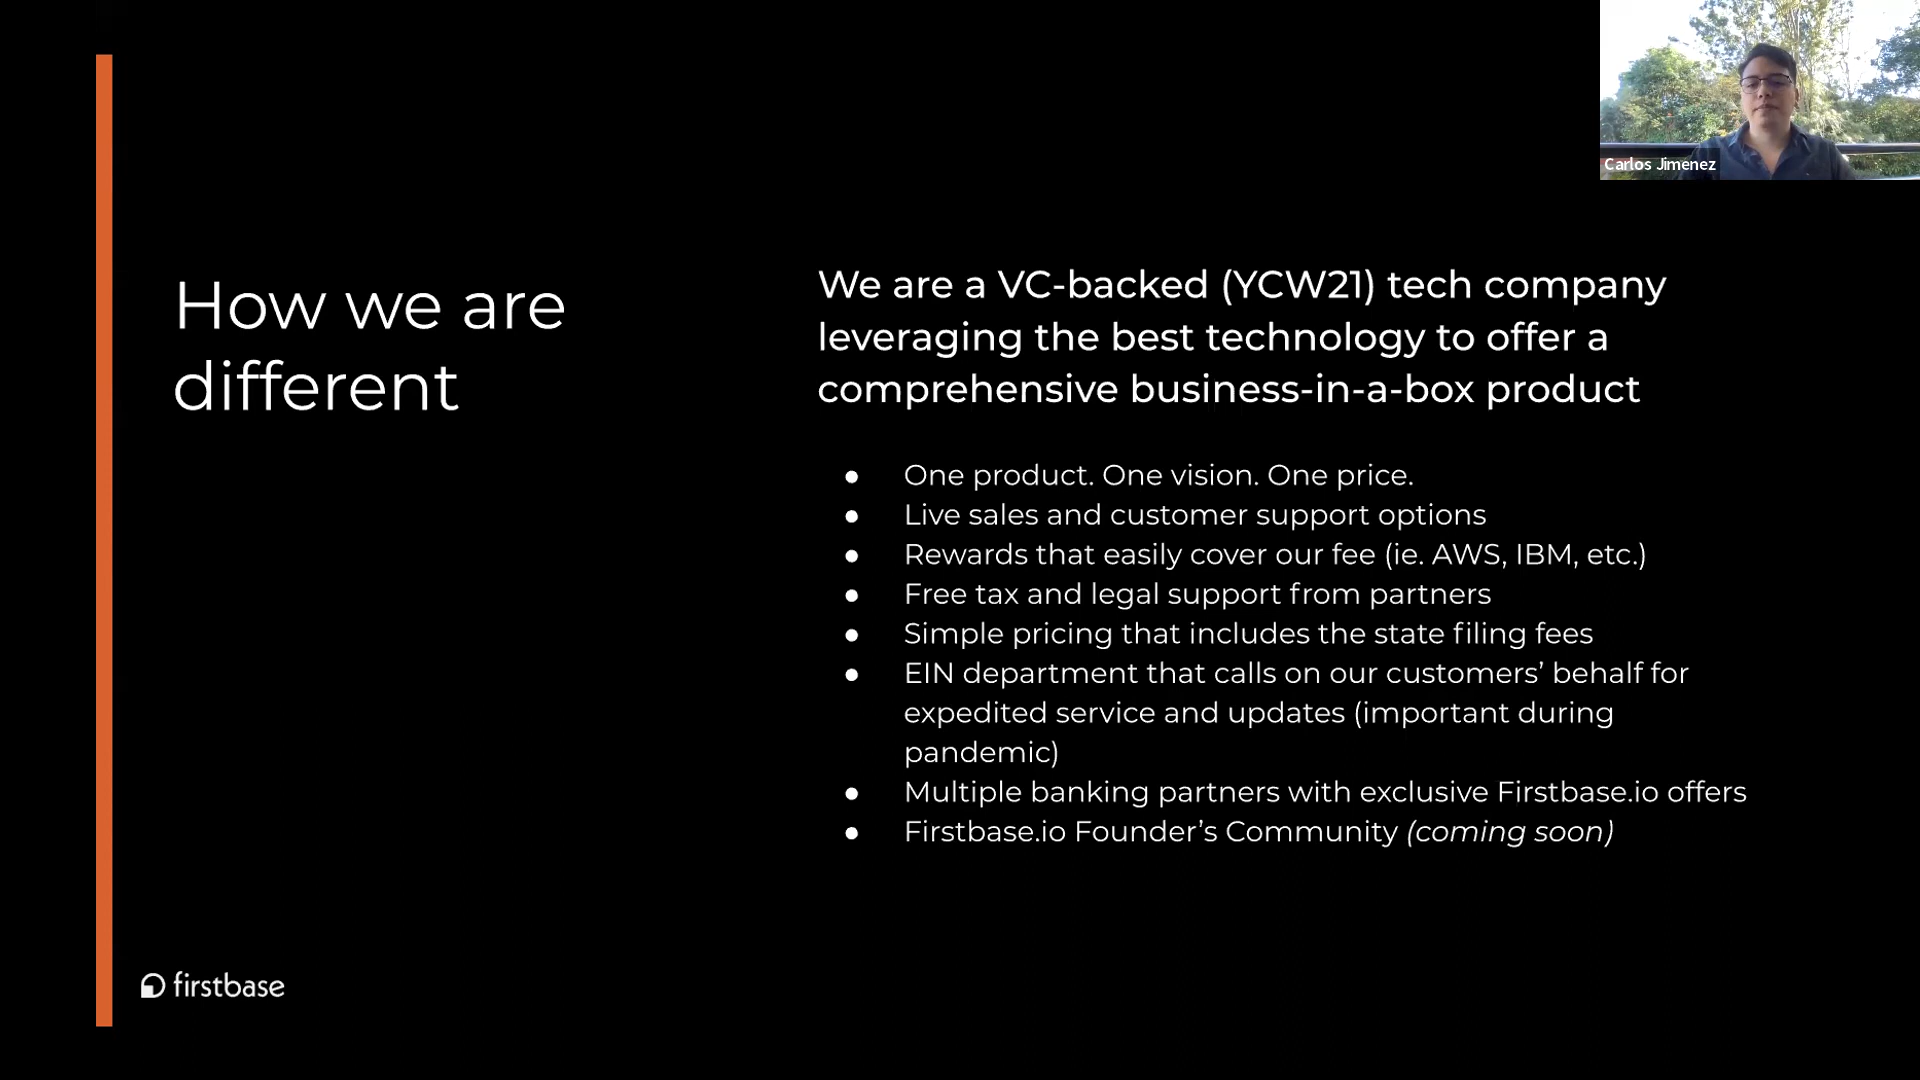 Carlos Jimenez
How we are
different
We are a VC-backed (YCW21) tech company
leveraging the best technology to offer a
comprehensive business-in-a-box product
● One product. One vision. One price.
● Live sales and customer support options
● Rewards that easily cover our fee (ie. AWS, IBM, etc.)
● Free tax and legal support from partners
● Simple pricing that includes the state filing fees
● EIN department that calls on our customers’ behalf for
expedited service and updates (important during
pandemic)
● Multiple banking partners with exclusive Firstbase.io offers
● Firstbase.io Founder’s Community (coming soon)
firstbase